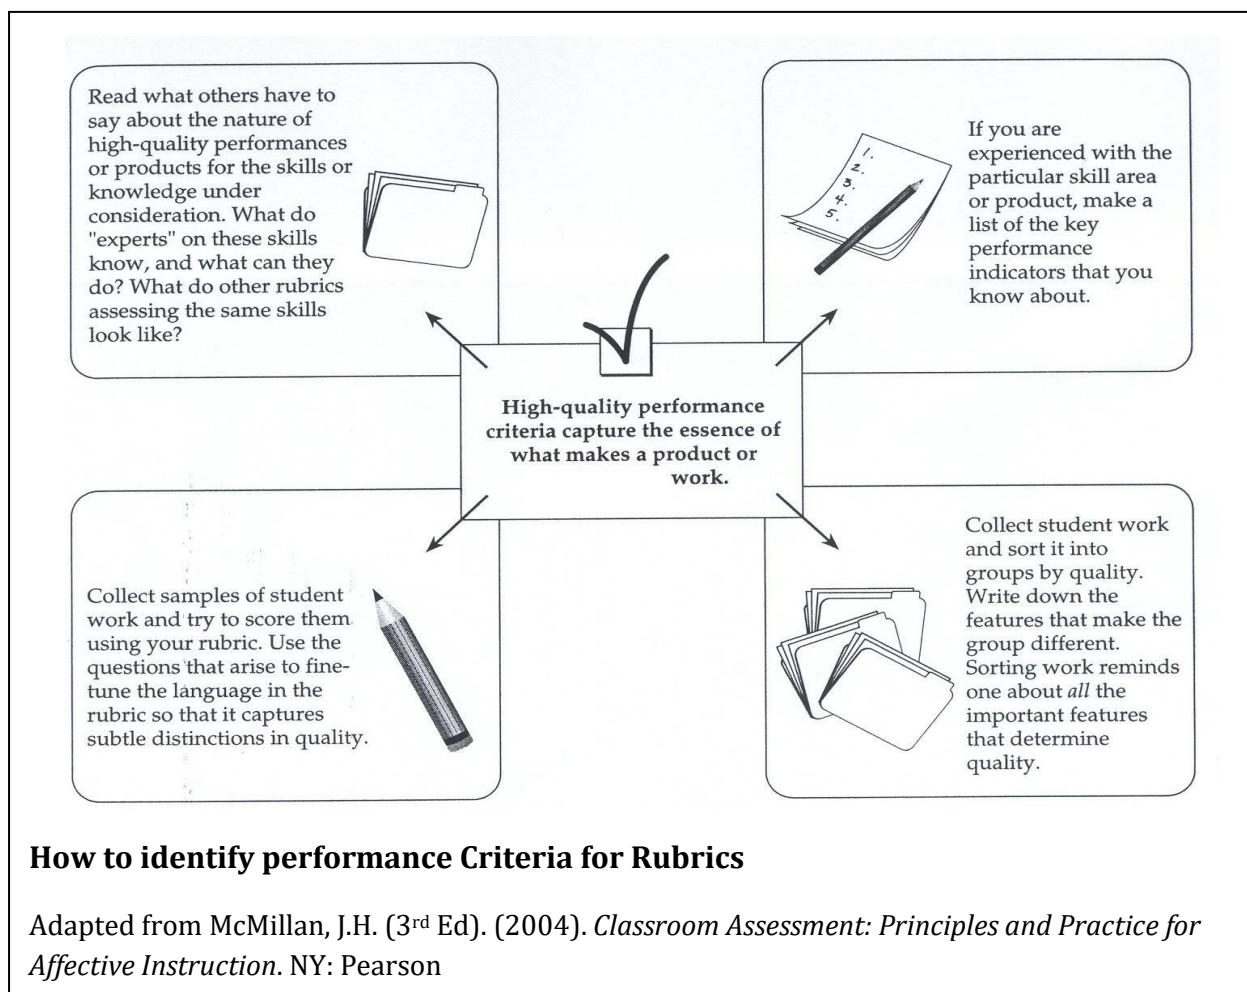 Read what others have to
say about the nature of
high-quality performances
or products for the skills or
knowledge under
consideration. What do
"experts" on these skills
know, and what can they
do? What do other rubrics
assessing the same skills
look like?
1.
2.
3.
4.
5.
If you are
experienced with the
particular skill area
or product, make a
list of the key
performance
indicators that you
know about.
High-quality performance
criteria capture the essence of
what makes a product or
work.
Collect samples of student
work and try to score them
using your rubric. Use the
questions that arise to fine-
tune the language in the
rubric so that it captures
subtle distinctions in quality.
Collect student work
and sort it into
groups by quality.
Write down the
features that make the
group different.
Sorting work reminds
one about all the
important features
that determine
quality.
How to identify performance Criteria for Rubrics
Adapted from McMillan, J.H. (3rd Ed). (2004). Classroom Assessment: Principles and Practice for
Affective Instruction. NY: Pearson